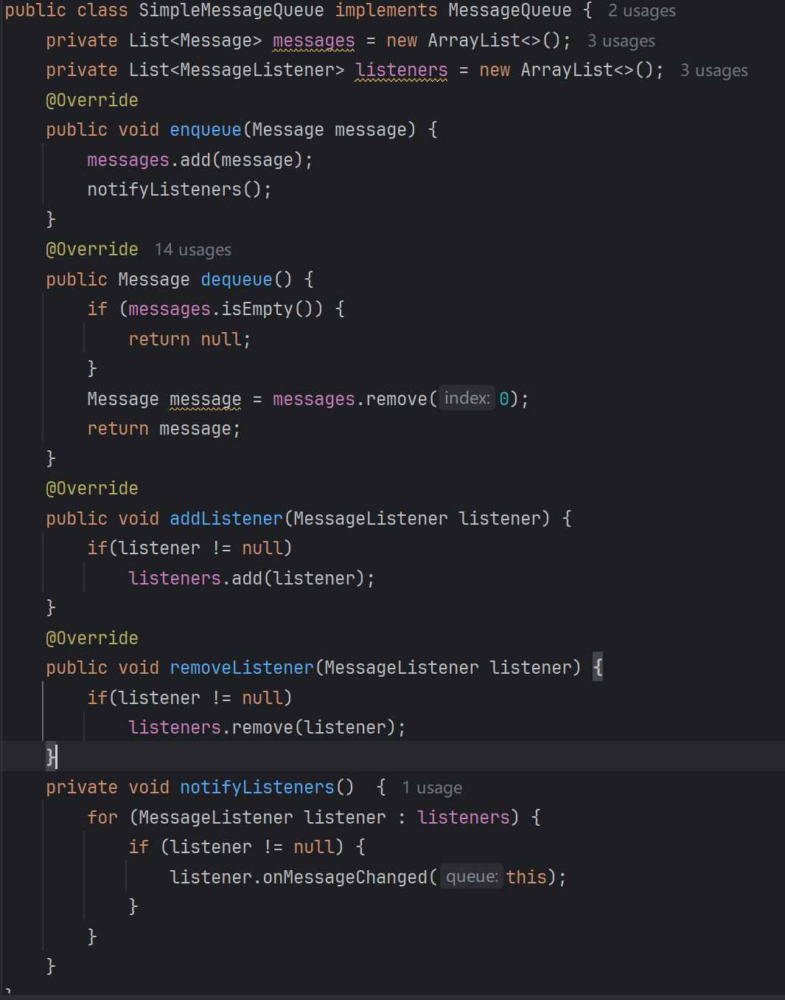 public class SimpleMessageQueue implements MessageQueue { 2 usages
    private List<Message> messages = new ArrayList<>(); 3 usages
    private List<MessageListener> listeners = new ArrayList<>(); 3 usages
    @Override
    public void enqueue(Message message) {
        messages.add(message);
        notifyListeners();
    }
    @Override 14 usages
    public Message dequeue() {
        if (messages.isEmpty()) {
            return null;
        }
        Message message = messages.remove( index: 0);
        return message;
    }
    @Override
    public void addListener(MessageListener listener) {
        if(listener != null)
            listeners.add(listener);
    }
    @Override
    public void removeListener(MessageListener listener) {
        if(listener != null)
            listeners.remove(listener);
    }
    private void notifyListeners()  { 1 usage
        for (MessageListener listener : listeners) {
            if (listener != null) {
                listener.onMessageChanged( queue: this);
            }
        }
    }
}